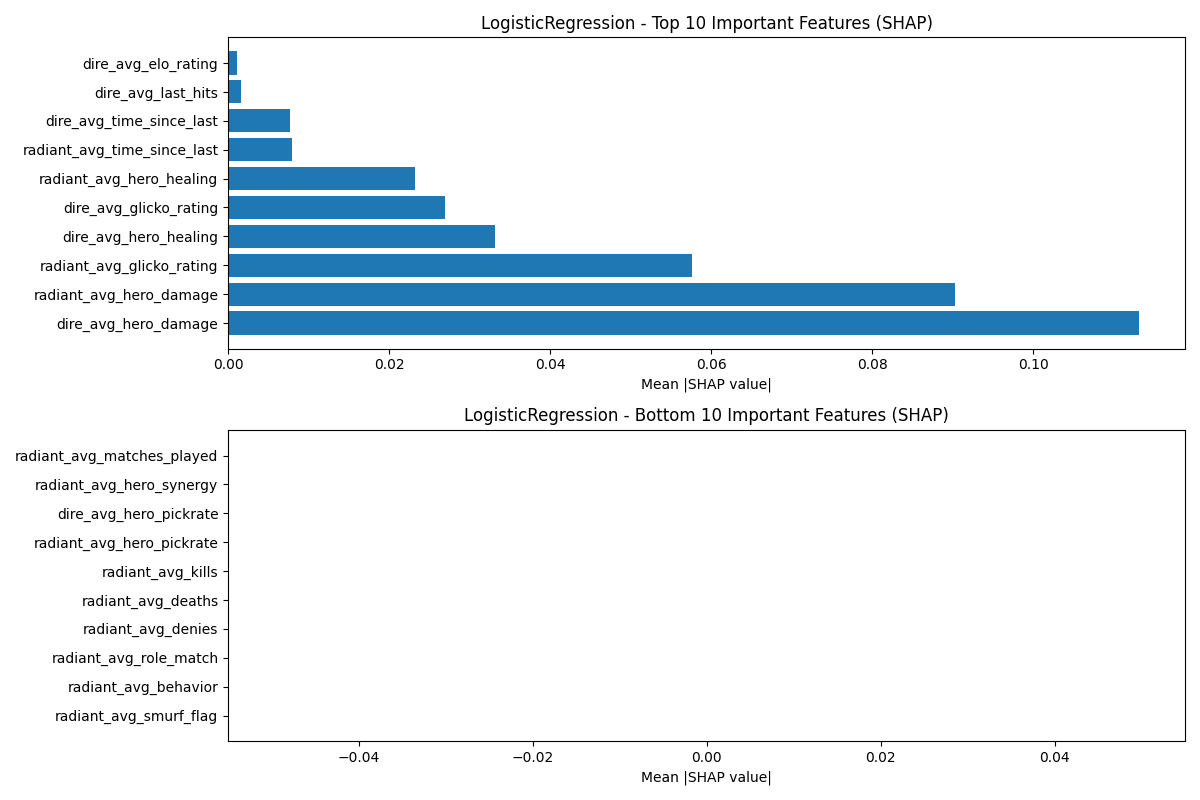 LogisticRegression - Top 10 Important Features (SHAP)
dire_avg_elo_rating
dire_avg_last_hits
dire_avg_time_since_last
radiant_avg_time_since_last
radiant_avg_hero_healing
dire_avg_glicko_rating
dire_avg_hero_healing
radiant_avg_glicko_rating
radiant_avg_hero_damage
dire_avg_hero_damage
0.00 0.02 0.04 0.06 0.08 0.10
Mean |SHAP value|
LogisticRegression - Bottom 10 Important Features (SHAP)
radiant_avg_matches_played
radiant_avg_hero_synergy
dire_avg_hero_pickrate
radiant_avg_hero_pickrate
radiant_avg_kills
radiant_avg_deaths
radiant_avg_denies
radiant_avg_role_match
radiant_avg_behavior
radiant_avg_smurf_flag
−0.04 −0.02 0.00 0.02 0.04
Mean |SHAP value|